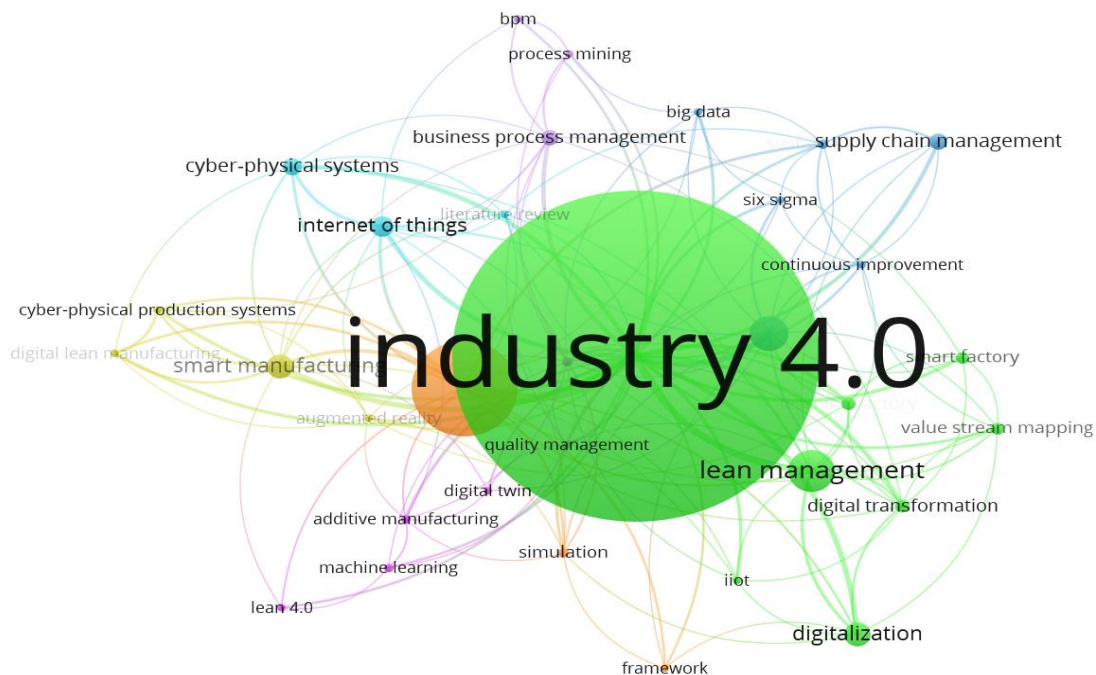 bpm
process mining
big data
business process management
supply chain management
cyber-physical systems
six sigma
literature review
internet of things
continuous improvement
cyber-physical production systems
industry 4.0
digital lean manufacturing
smart factory
smart manufacturing
augmented reality
value stream mapping
quality management
lean management
digital twin
digital transformation
additive manufacturing
simulation
machine learning
iiot
lean 4.0
digitalization
framework